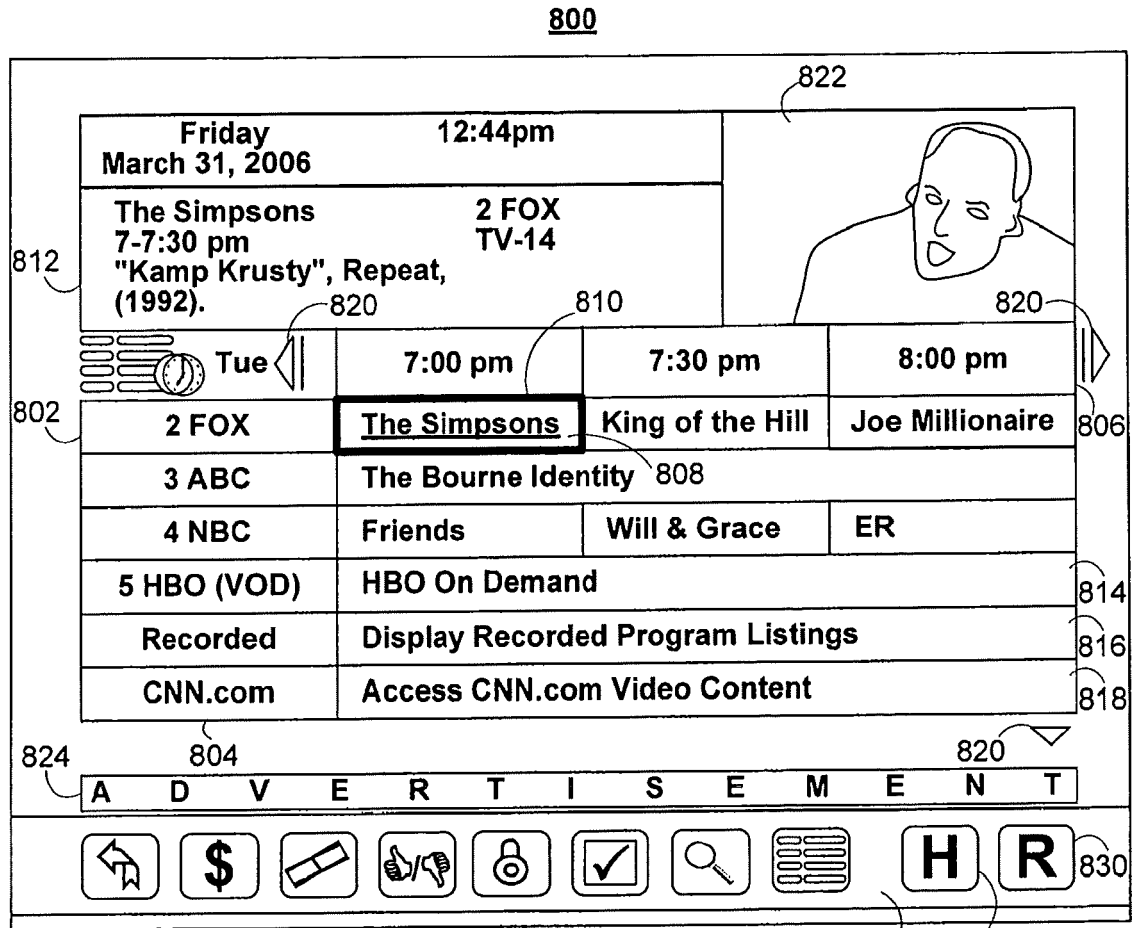 800
822
Friday 12:44pm
March 31, 2006
The Simpsons 2 FOX
7-7:30 pm TV-14
812
"Kamp Krusty", Repeat,
(1992).
820 810 820
Tue 7:00 pm 7:30 pm 8:00 pm
802
2 FOX The Simpsons King of the Hill Joe Millionaire 806
3 ABC The Bourne Identity 808
4 NBC Friends Will & Grace ER
5 HBO (VOD) HBO On Demand 814
Recorded Display Recorded Program Listings 816
CNN.com Access CNN.com Video Content 818
824 804 820
A D V E R T I S E M E N T
$ H R 830